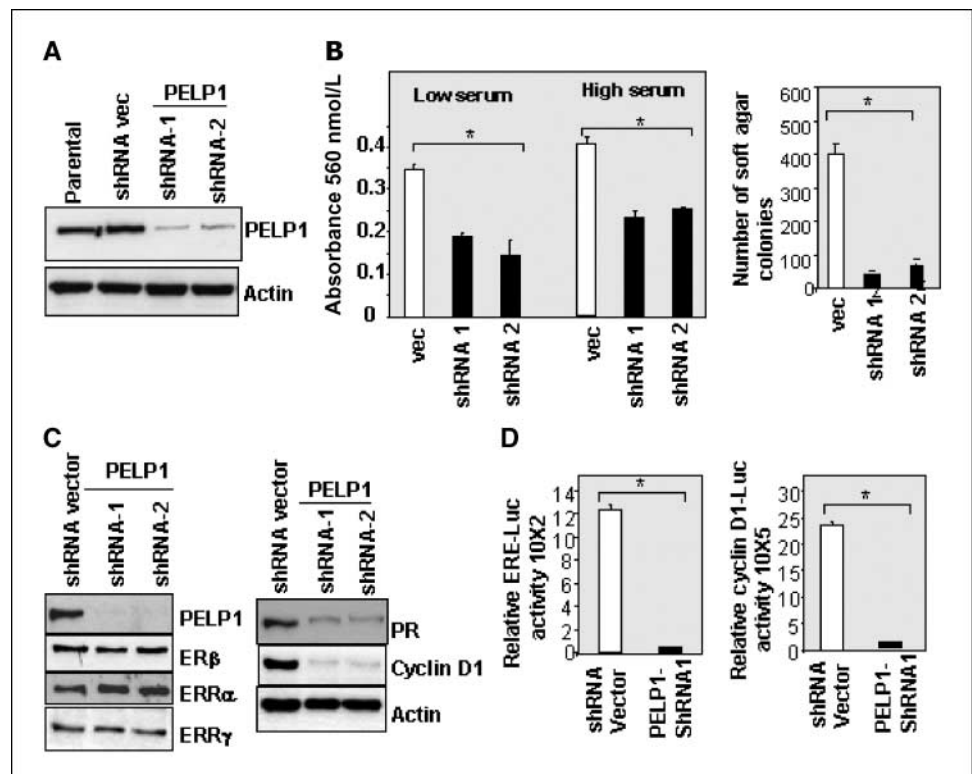 A
Parental
shRNA vec
PELP1
shRNA-1
shRNA-2
PELP1
Actin
B
Absorbance 560 nmol/L
Low serum
High serum
*
*
0.4
0.3
0.2
0.1
0
vec
shRNA 1
shRNA 2
vec
shRNA 1
shRNA 2
Number of soft agar
colonies
600
500
400
300
200
100
0
*
vec
shRNA 1
shRNA 2
C
shRNA vector
PELP1
shRNA-1
shRNA-2
PELP1
ERβ
ERRα
ERRγ
shRNA vector
PELP1
shRNA-1
shRNA-2
PR
Cyclin D1
Actin
D
Relative ERE-Luc
activity 10X2
14
12
10
8
6
4
2
0
*
shRNA
Vector
PELP1-
ShRNA1
Relative cyclin D1-Luc
activity 10X5
30
25
20
15
10
5
0
*
shRNA
Vector
PELP1-
ShRNA1